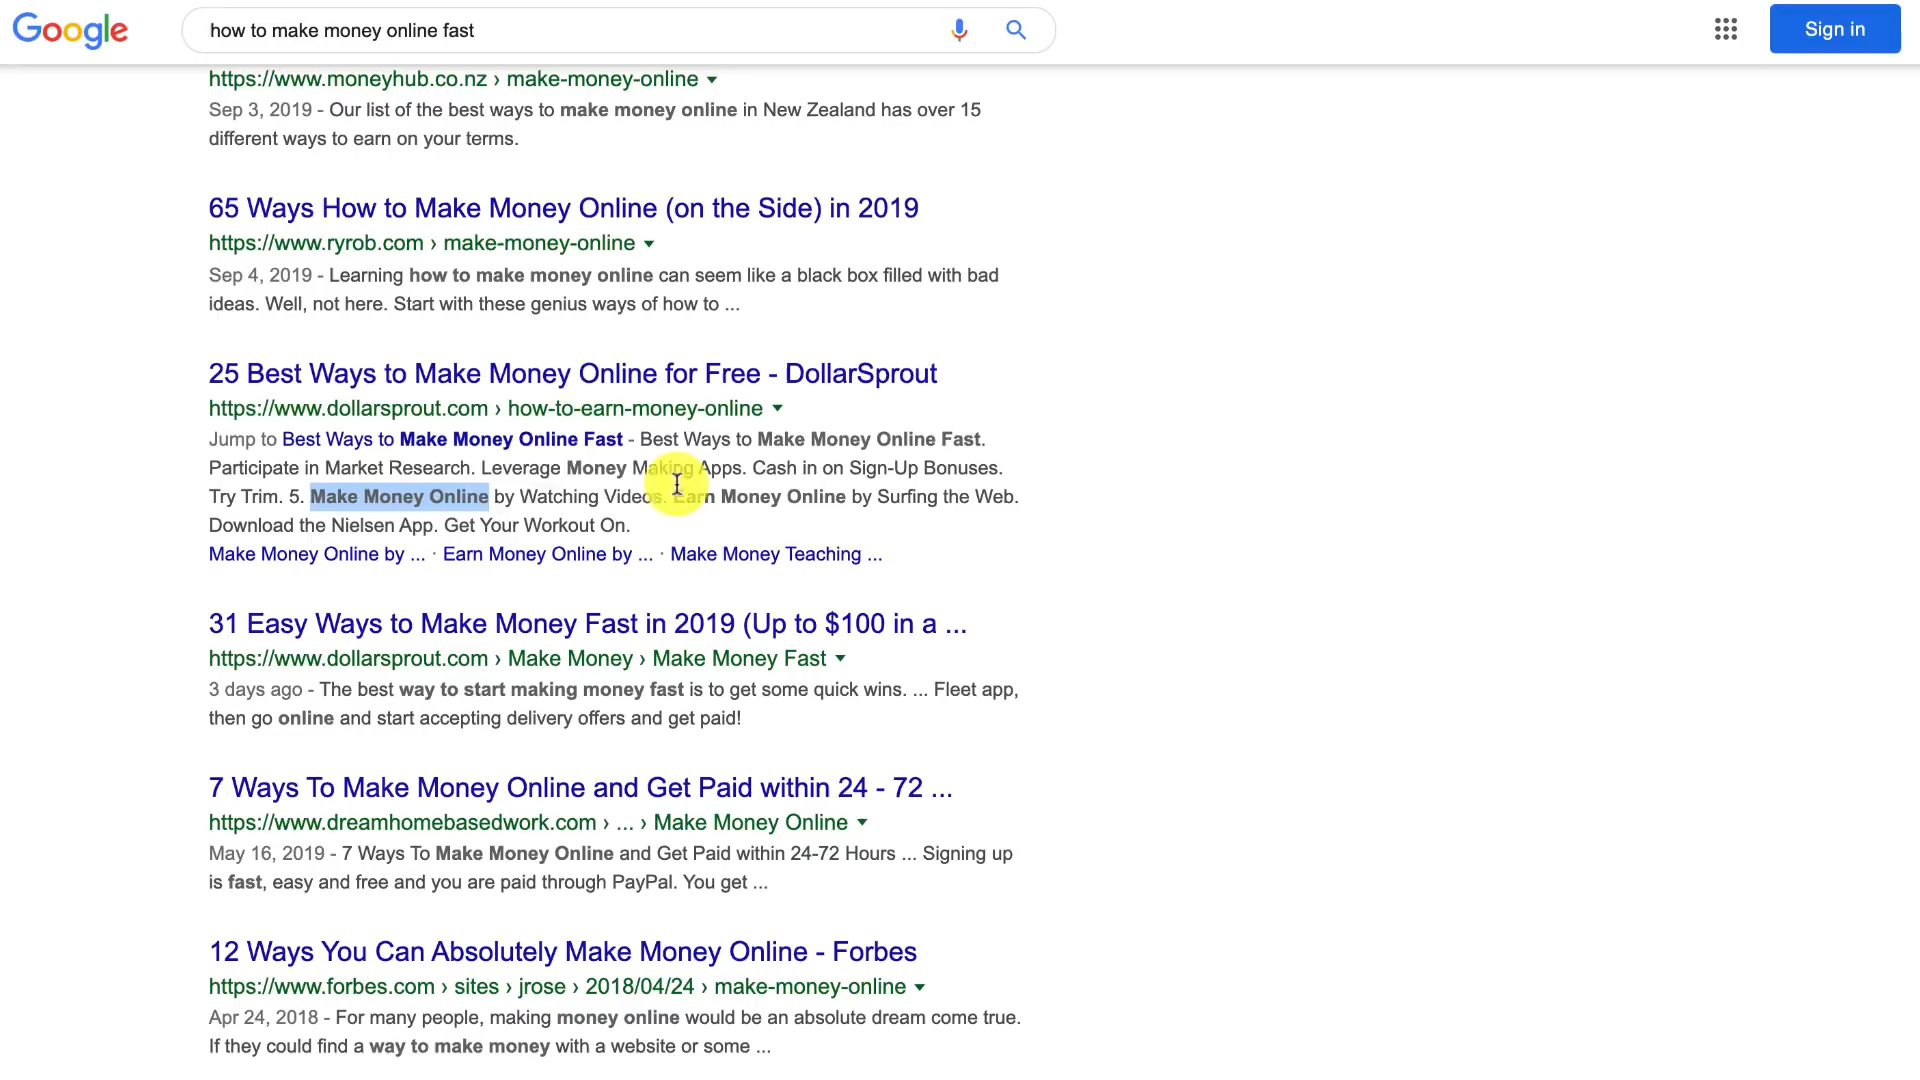 Google
how to make money online fast
Sign in
https://www.moneyhub.co.nz › make-money-online
Sep 3, 2019 - Our list of the best ways to make money online in New Zealand has over 15
different ways to earn on your terms.
65 Ways How to Make Money Online (on the Side) in 2019
https://www.ryrob.com › make-money-online
Sep 4, 2019 - Learning how to make money online can seem like a black box filled with bad
ideas. Well, not here. Start with these genius ways of how to ...
25 Best Ways to Make Money Online for Free - DollarSprout
https://www.dollarsprout.com › how-to-earn-money-online
Jump to Best Ways to Make Money Online Fast - Best Ways to Make Money Online Fast.
Participate in Market Research. Leverage Money Making Apps. Cash in on Sign-Up Bonuses.
Try Trim. 5. Make Money Online by Watching Videos. Earn Money Online by Surfing the Web.
Download the Nielsen App. Get Your Workout On.
Make Money Online by ... · Earn Money Online by ... · Make Money Teaching ...
31 Easy Ways to Make Money Fast in 2019 (Up to $100 in a ...
https://www.dollarsprout.com › Make Money › Make Money Fast
3 days ago - The best way to start making money fast is to get some quick wins. ... Fleet app,
then go online and start accepting delivery offers and get paid!
7 Ways To Make Money Online and Get Paid within 24 - 72 ...
https://www.dreamhomebasedwork.com › ... › Make Money Online
May 16, 2019 - 7 Ways To Make Money Online and Get Paid within 24-72 Hours ... Signing up
is fast, easy and free and you are paid through PayPal. You get ...
12 Ways You Can Absolutely Make Money Online - Forbes
https://www.forbes.com › sites › jrose › 2018/04/24 › make-money-online
Apr 24, 2018 - For many people, making money online would be an absolute dream come true.
If they could find a way to make money with a website or some ...